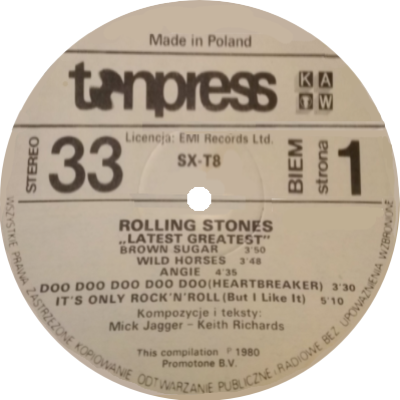 Made in Poland
tonpress KAW
Licencja: EMI Records Ltd.
STEREO 33 SX-T8 BIEM strona 1
ROLLING STONES
„LATEST GREATEST"
BROWN SUGAR 3'50
WILD HORSES 3'48
ANGIE 4'35
DOO DOO DOO DOO DOO(HEARTBREAKER) 3'30
IT'S ONLY ROCK'N'ROLL(But I Like It) 5'10
Kompozycje i teksty:
Mick Jagger - Keith Richards
This compilation ℗ 1980
Promotone B.V.
WSZYSTKIE PRAWA ZASTRZEŻONE. KOPIOWANIE, ODTWARZANIE PUBLICZNE I RADIOWE BEZ UPOWAŻNIENIA WZBRONIONE